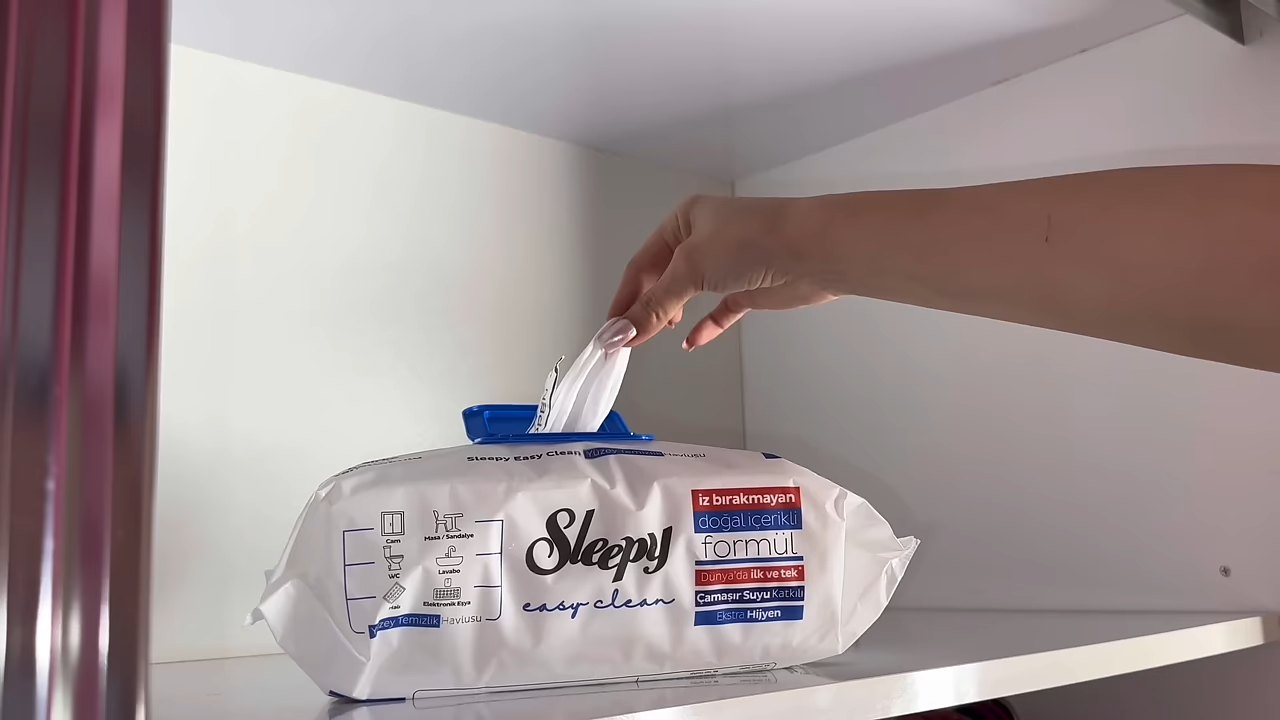 Sleepy Easy Clean Yüzey Temizlik Havlusu
Cam
Masa / Sandalye
WC
Lavabo
Halı
Elektronik Eşya
Yüzey Temizlik Havlusu
Sleepy
easy clean
iz bırakmayan
doğal içerikli
formül
Dünya'da ilk ve tek*
Çamaşır Suyu Katkılı
Ekstra Hijyen